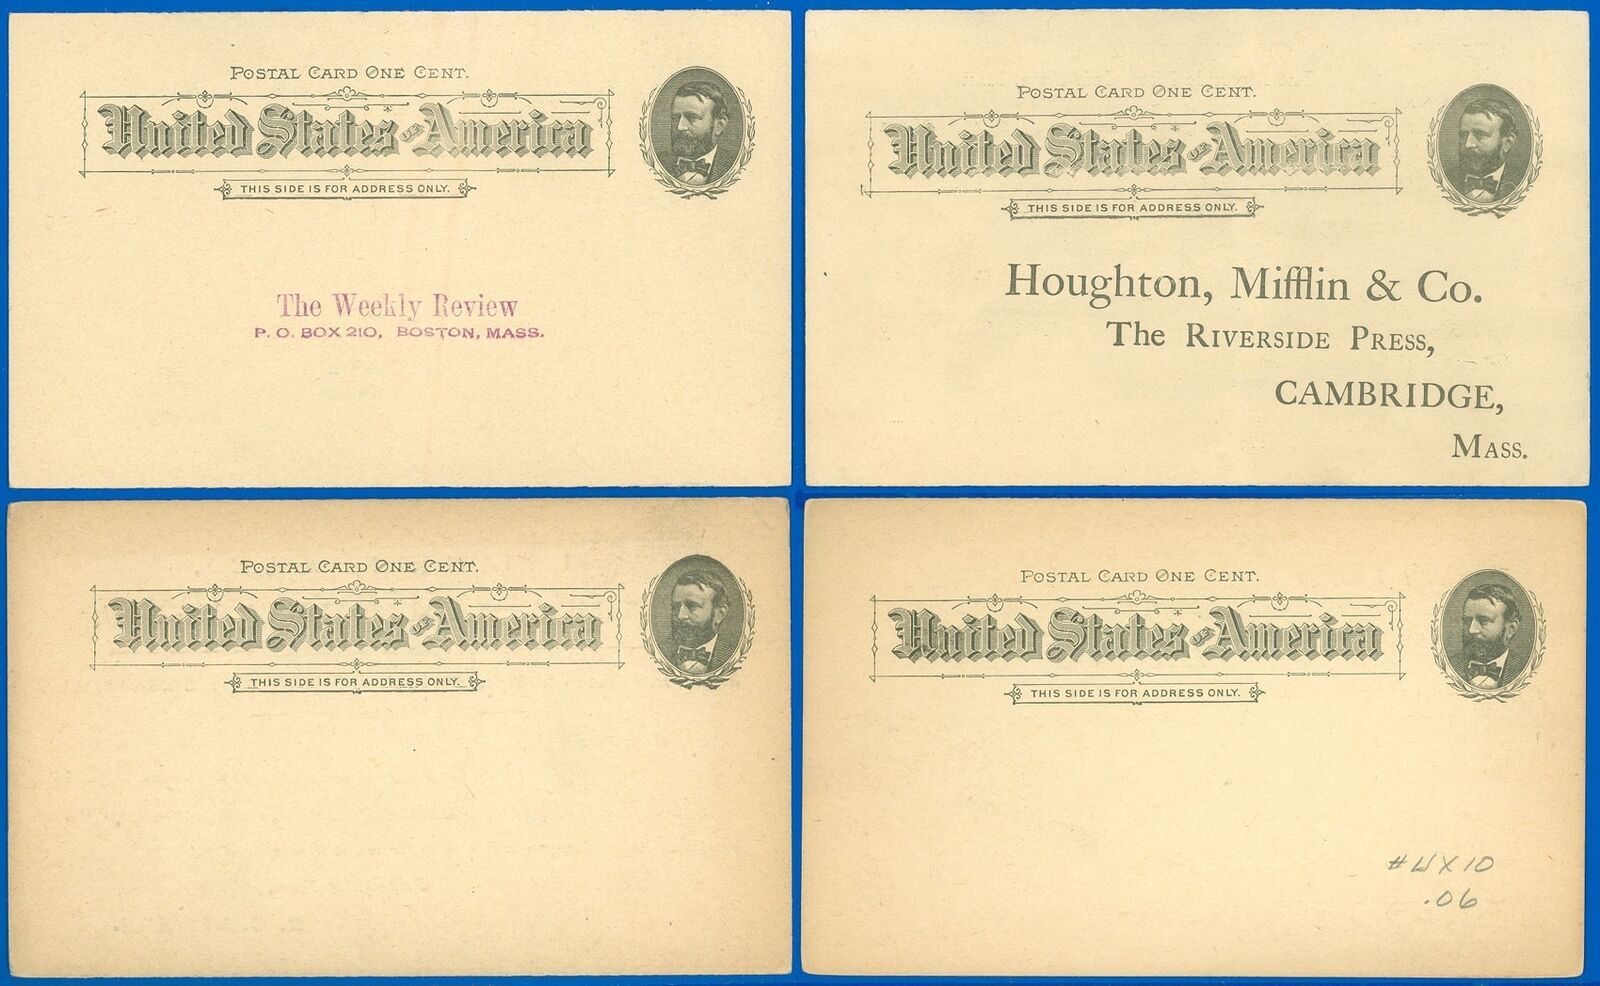 POSTAL CARD ONE CENT.
United States OF America
THIS SIDE IS FOR ADDRESS ONLY.
The Weekly Review
P. O. BOX 210, BOSTON, MASS.
POSTAL CARD ONE CENT.
United States OF America
THIS SIDE IS FOR ADDRESS ONLY.
Houghton, Mifflin & Co.
The RIVERSIDE PRESS,
CAMBRIDGE,
MASS.
POSTAL CARD ONE CENT.
United States OF America
THIS SIDE IS FOR ADDRESS ONLY.
POSTAL CARD ONE CENT.
United States OF America
THIS SIDE IS FOR ADDRESS ONLY.
#UX10
.06